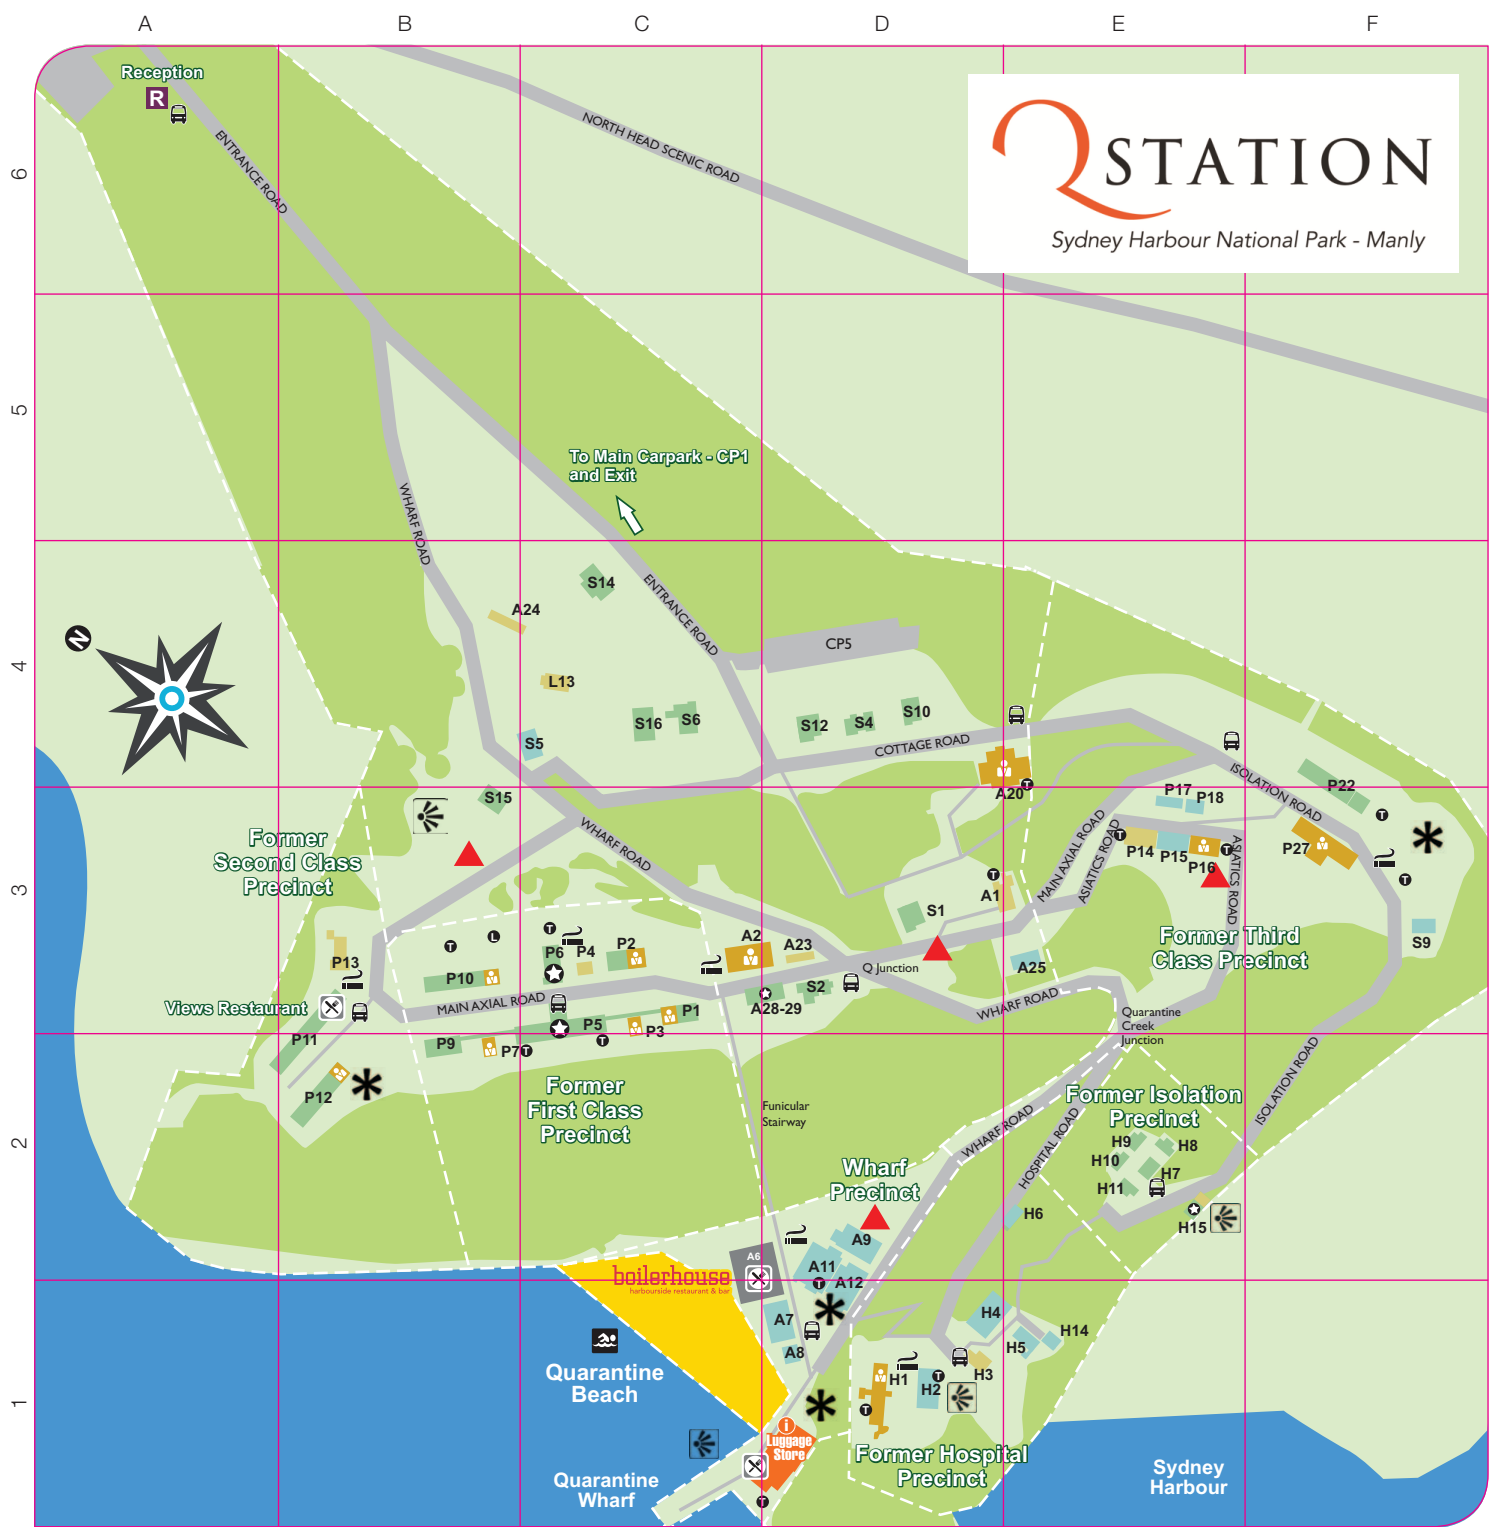 A B C D E F
6
5
4
3
2
1
Reception
R
ENTRANCE ROAD
NORTH HEAD SCENIC ROAD
QSTATION
Sydney Harbour National Park - Manly
To Main Carpark - CP1
and Exit
WHARF ROAD
S14
ENTRANCE ROAD
A24
N
CP5
L13
S16
S6
S12
S4
S10
S5
COTTAGE ROAD
A20
ISOLATION ROAD
P22
S15
P17
P18
Former
Second Class
Precinct
WHARF ROAD
MAIN AXIAL ROAD
ASIATICS ROAD
T
P14
P15
P16
T
ASIATICS ROAD
P27
T
T
T
T
A1
S1
L
T
T
P6
P4
P2
A2
A23
Former Third
Class Precinct
S9
P13
P10
Q Junction
A25
Views Restaurant
MAIN AXIAL ROAD
S2
A28-29
WHARF ROAD
P11
P9
P7
T
P5
T
P3
P1
Quarantine
Creek
Junction
P12
Former
First Class
Precinct
Funicular
Stairway
WHARF ROAD
HOSPITAL ROAD
Former Isolation
Precinct
ISOLATION ROAD
H9
H8
H10
H7
H11
H15
Wharf
Precinct
H6
A9
A6
A11
T
A12
boilerhouse
harbourside restaurant & bar
A7
A8
H4
H5
H14
H3
H1
H2
T
T
Quarantine
Beach
i
Luggage
Store
T
Quarantine
Wharf
Former Hospital
Precinct
Sydney
Harbour